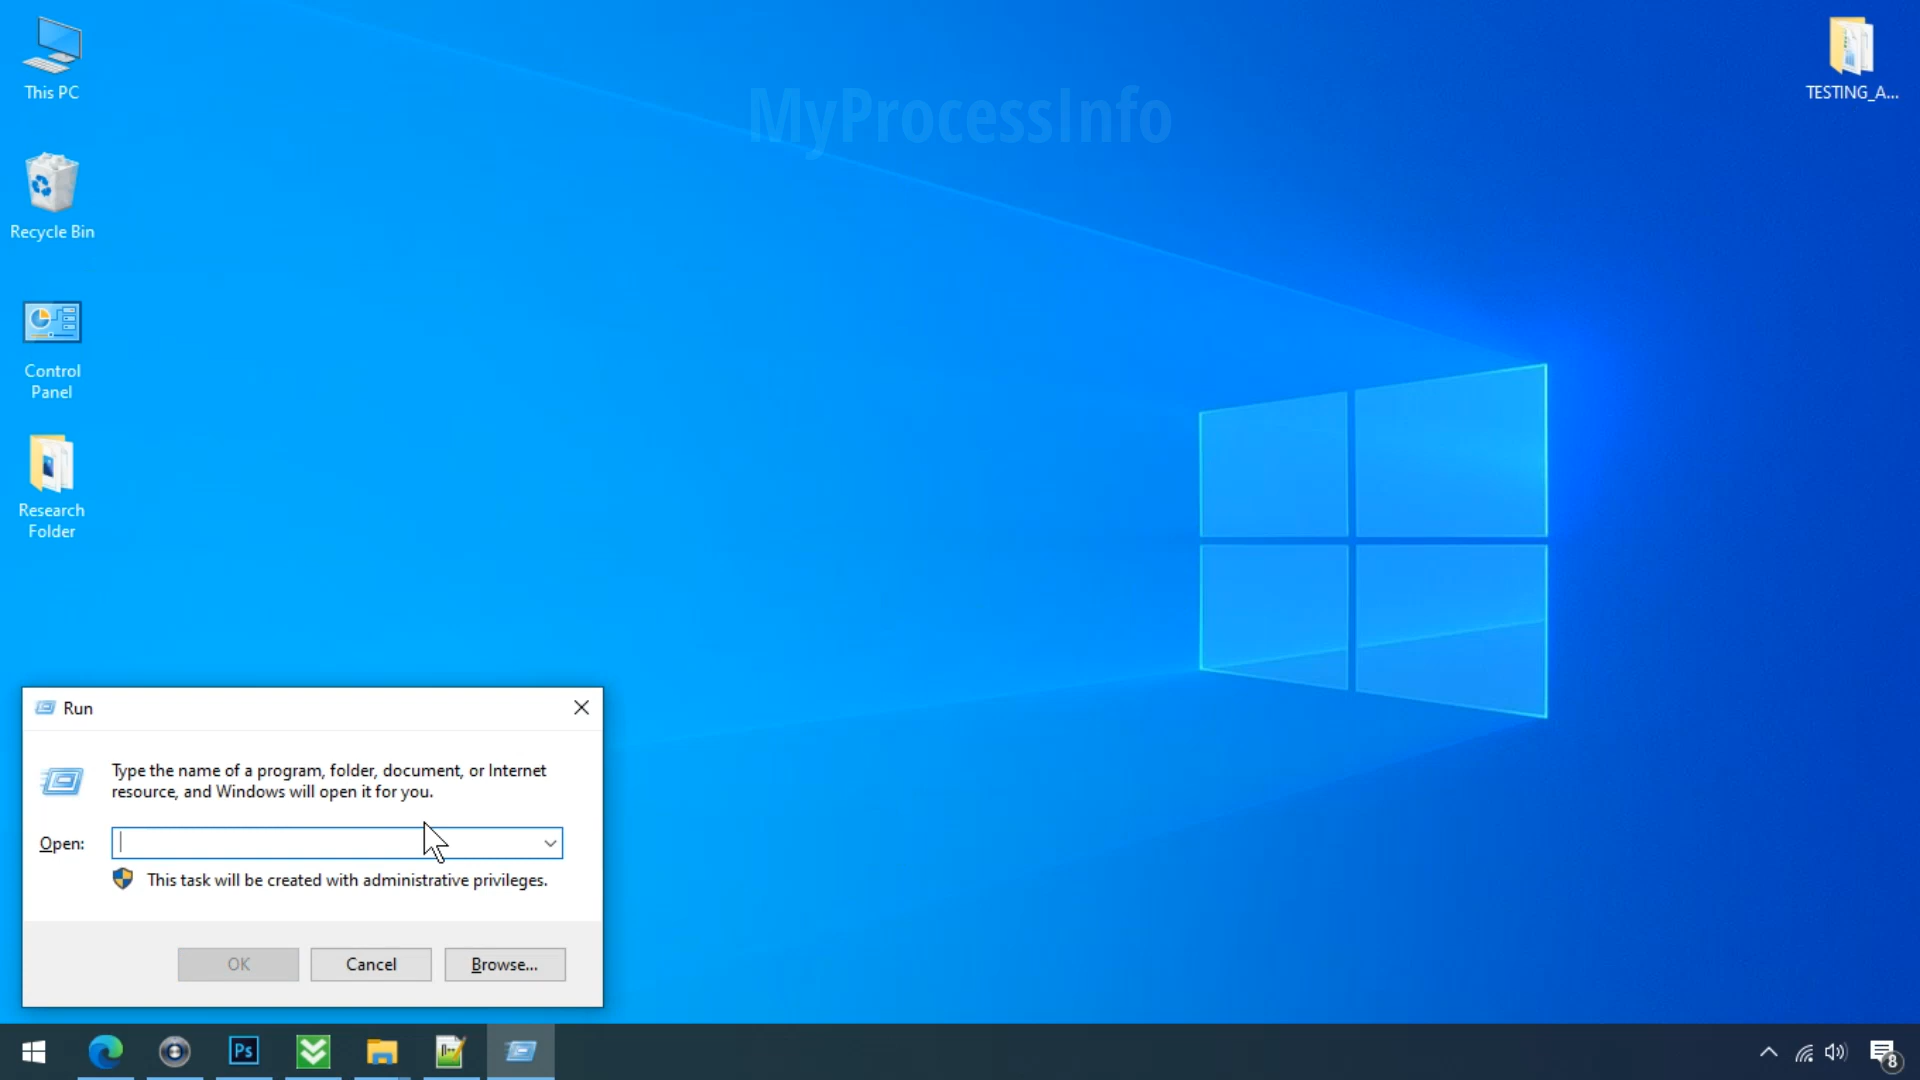 This PC
TESTING_A...
MyProcessInfo
Recycle Bin
Control
Panel
Research
Folder
Run
Type the name of a program, folder, document, or Internet
resource, and Windows will open it for you.
Open:
This task will be created with administrative privileges.
OK
Cancel
Browse...
Ps
8